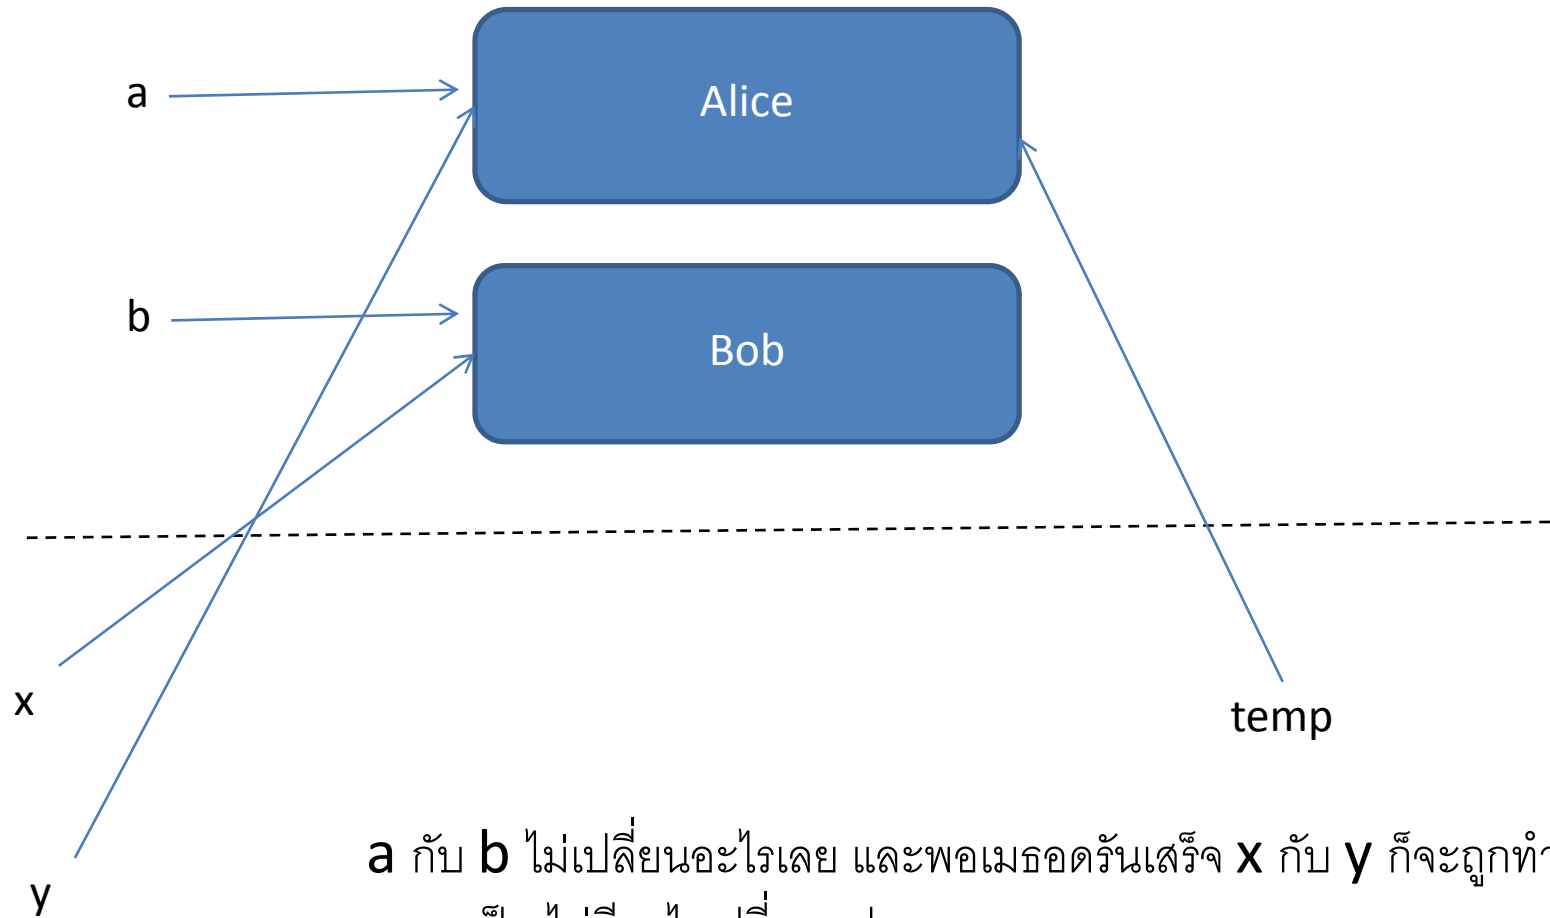 a
Alice
b
Bob
x
temp
y
a กับ b ไม่เปลี่ยนอะไรเลย และพอเมธอดรันเสร็จ x กับ y ก็จะถูกทำ